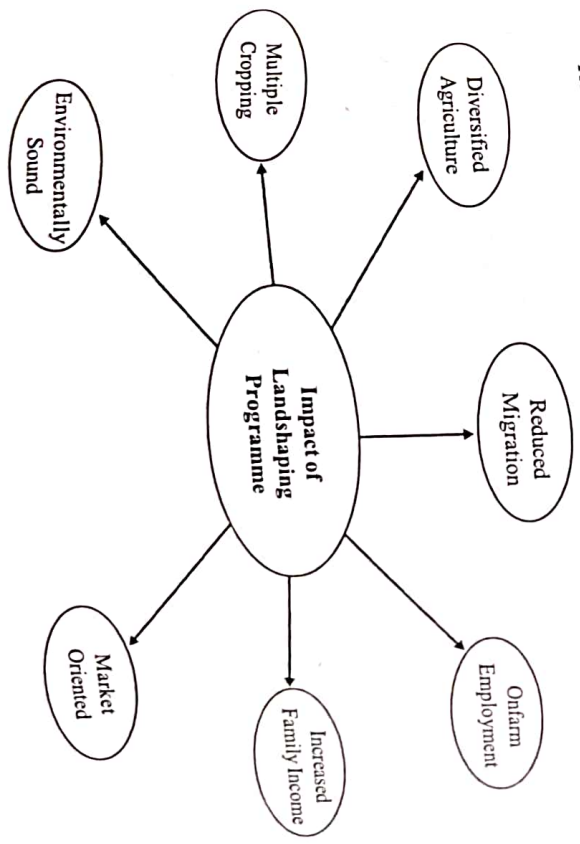 Reduced
Migration
Diversified
Agriculture
Onfarm
Employment
Multiple
Cropping
Impact of
Landshaping
Programme
Increased
Family Income
Environmentally
Sound
Market
Oriented